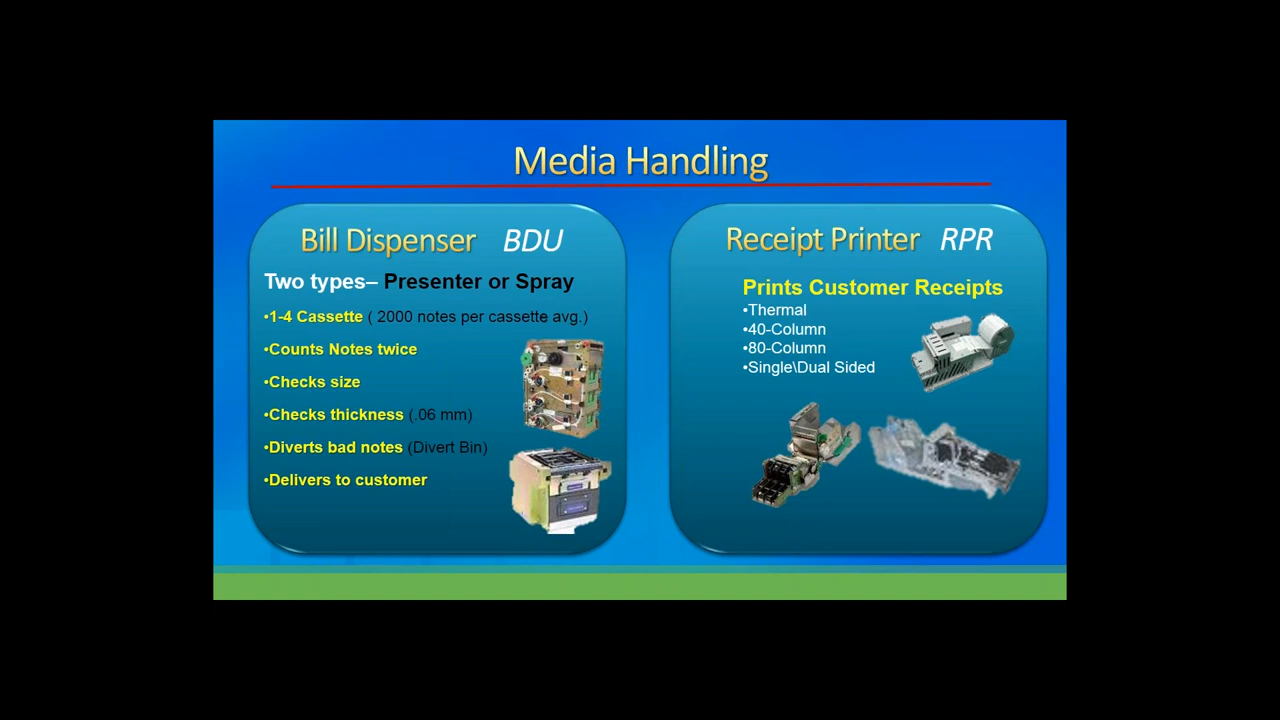 Media Handling
Bill Dispenser BDU
Two types– Presenter or Spray
•1-4 Cassette ( 2000 notes per cassette avg.)
•Counts Notes twice
•Checks size
•Checks thickness (.06 mm)
•Diverts bad notes (Divert Bin)
•Delivers to customer
Receipt Printer RPR
Prints Customer Receipts
•Thermal
•40-Column
•80-Column
•Single\Dual Sided